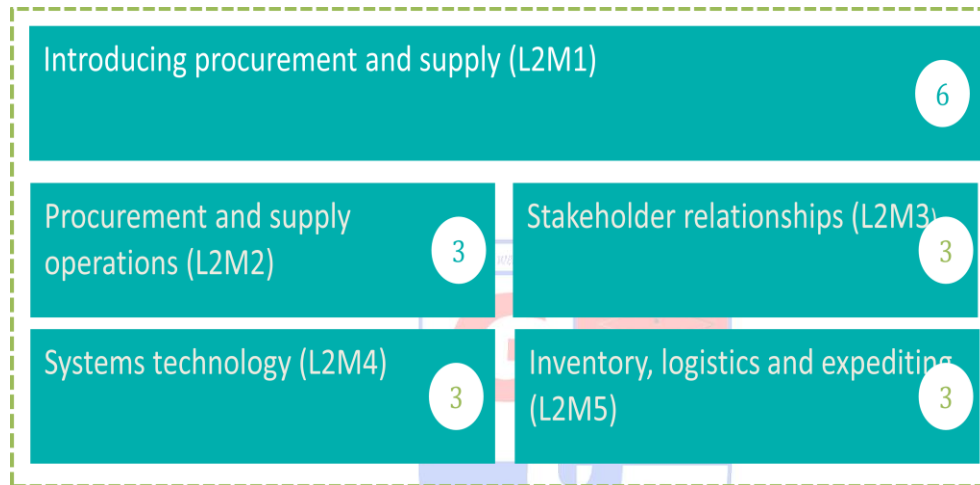 Introducing procurement and supply (L2M1)
6
Procurement and supply
operations (L2M2)
3
Stakeholder relationships (L2M3)
3
Systems technology (L2M4)
3
Inventory, logistics and expediting
(L2M5)
3